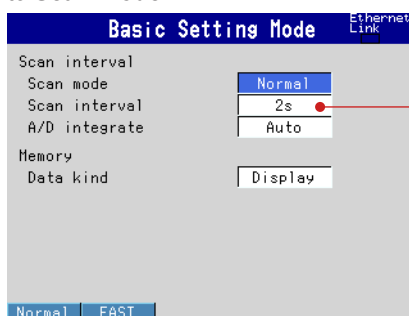 Basic Setting Mode Ethernet
Link
Scan interval
Scan mode Normal
Scan interval 2s
A/D integrate Auto
Memory
Data kind Display
Normal FAST